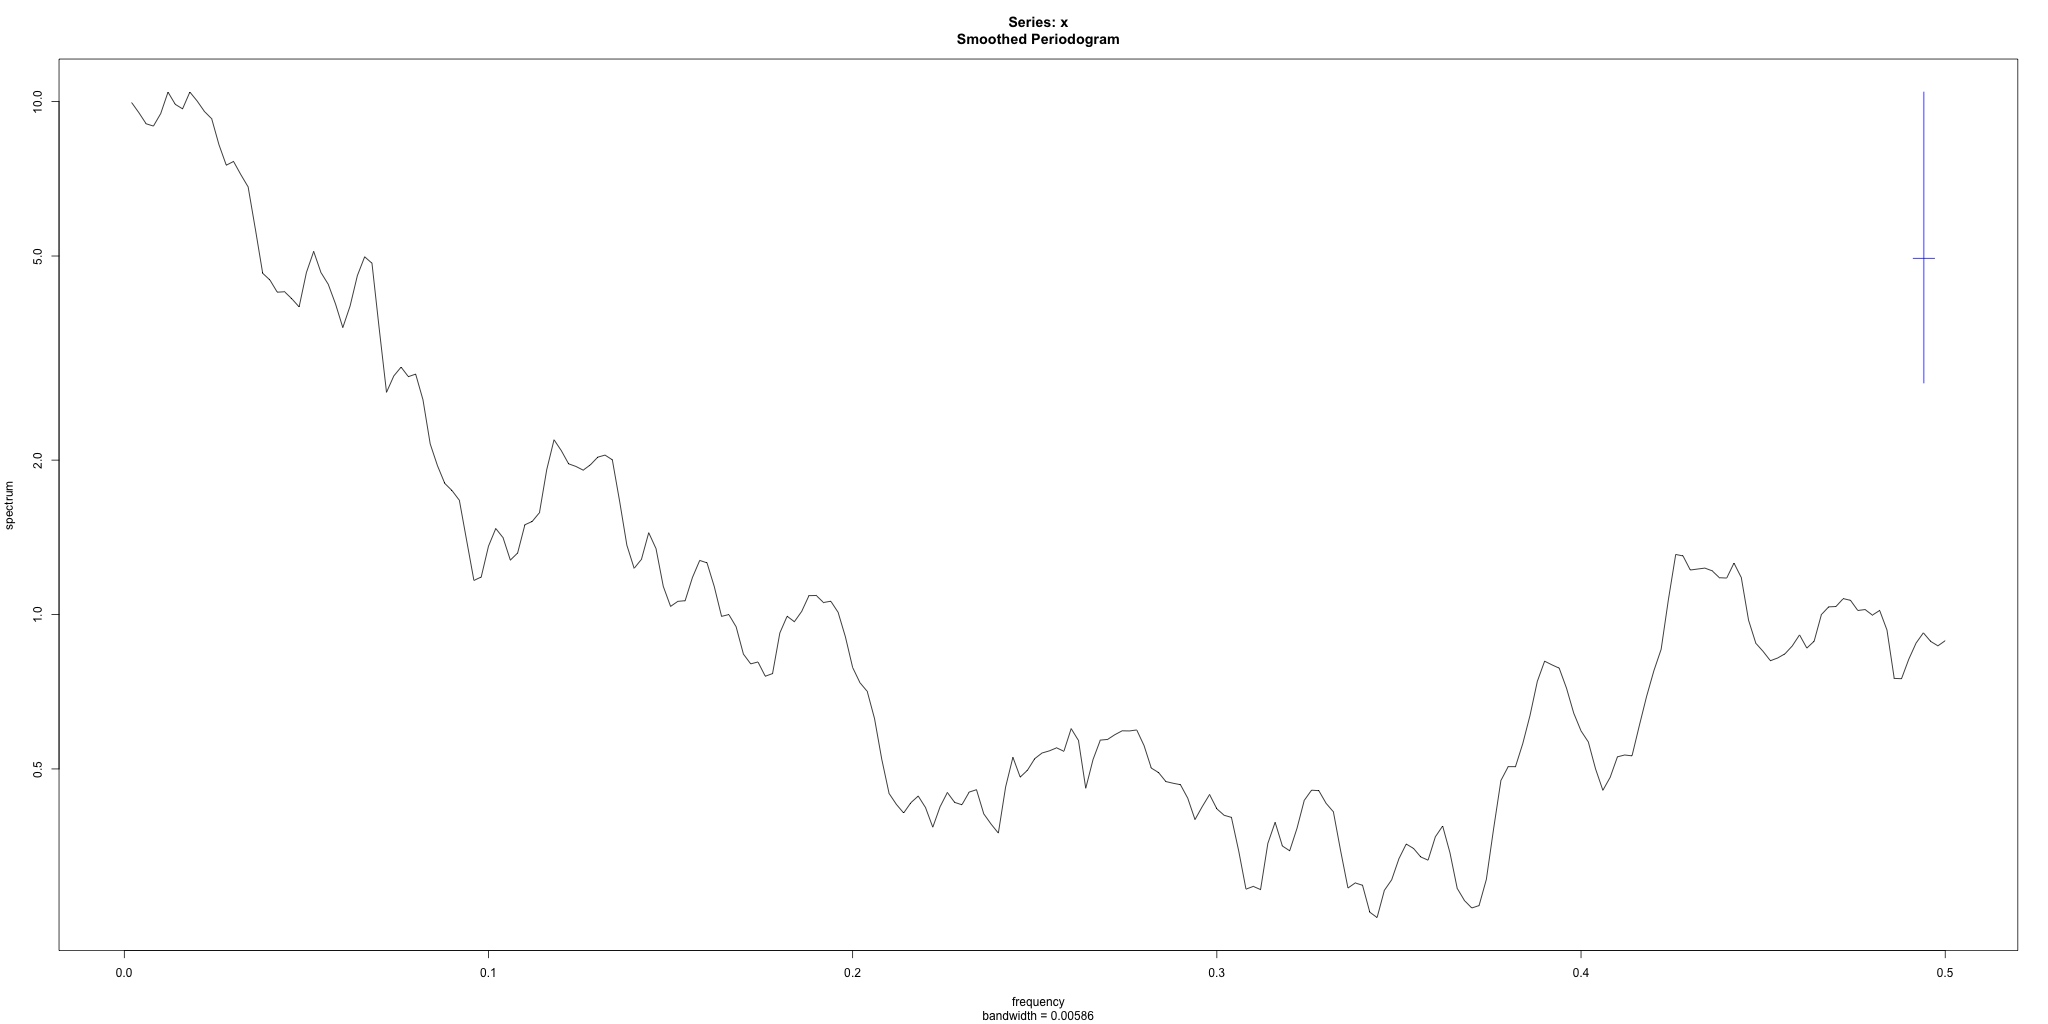 Series: x
Smoothed Periodogram
spectrum
10.0
5.0
2.0
1.0
0.5
0.0 0.1 0.2 0.3 0.4 0.5
frequency
bandwidth = 0.00586